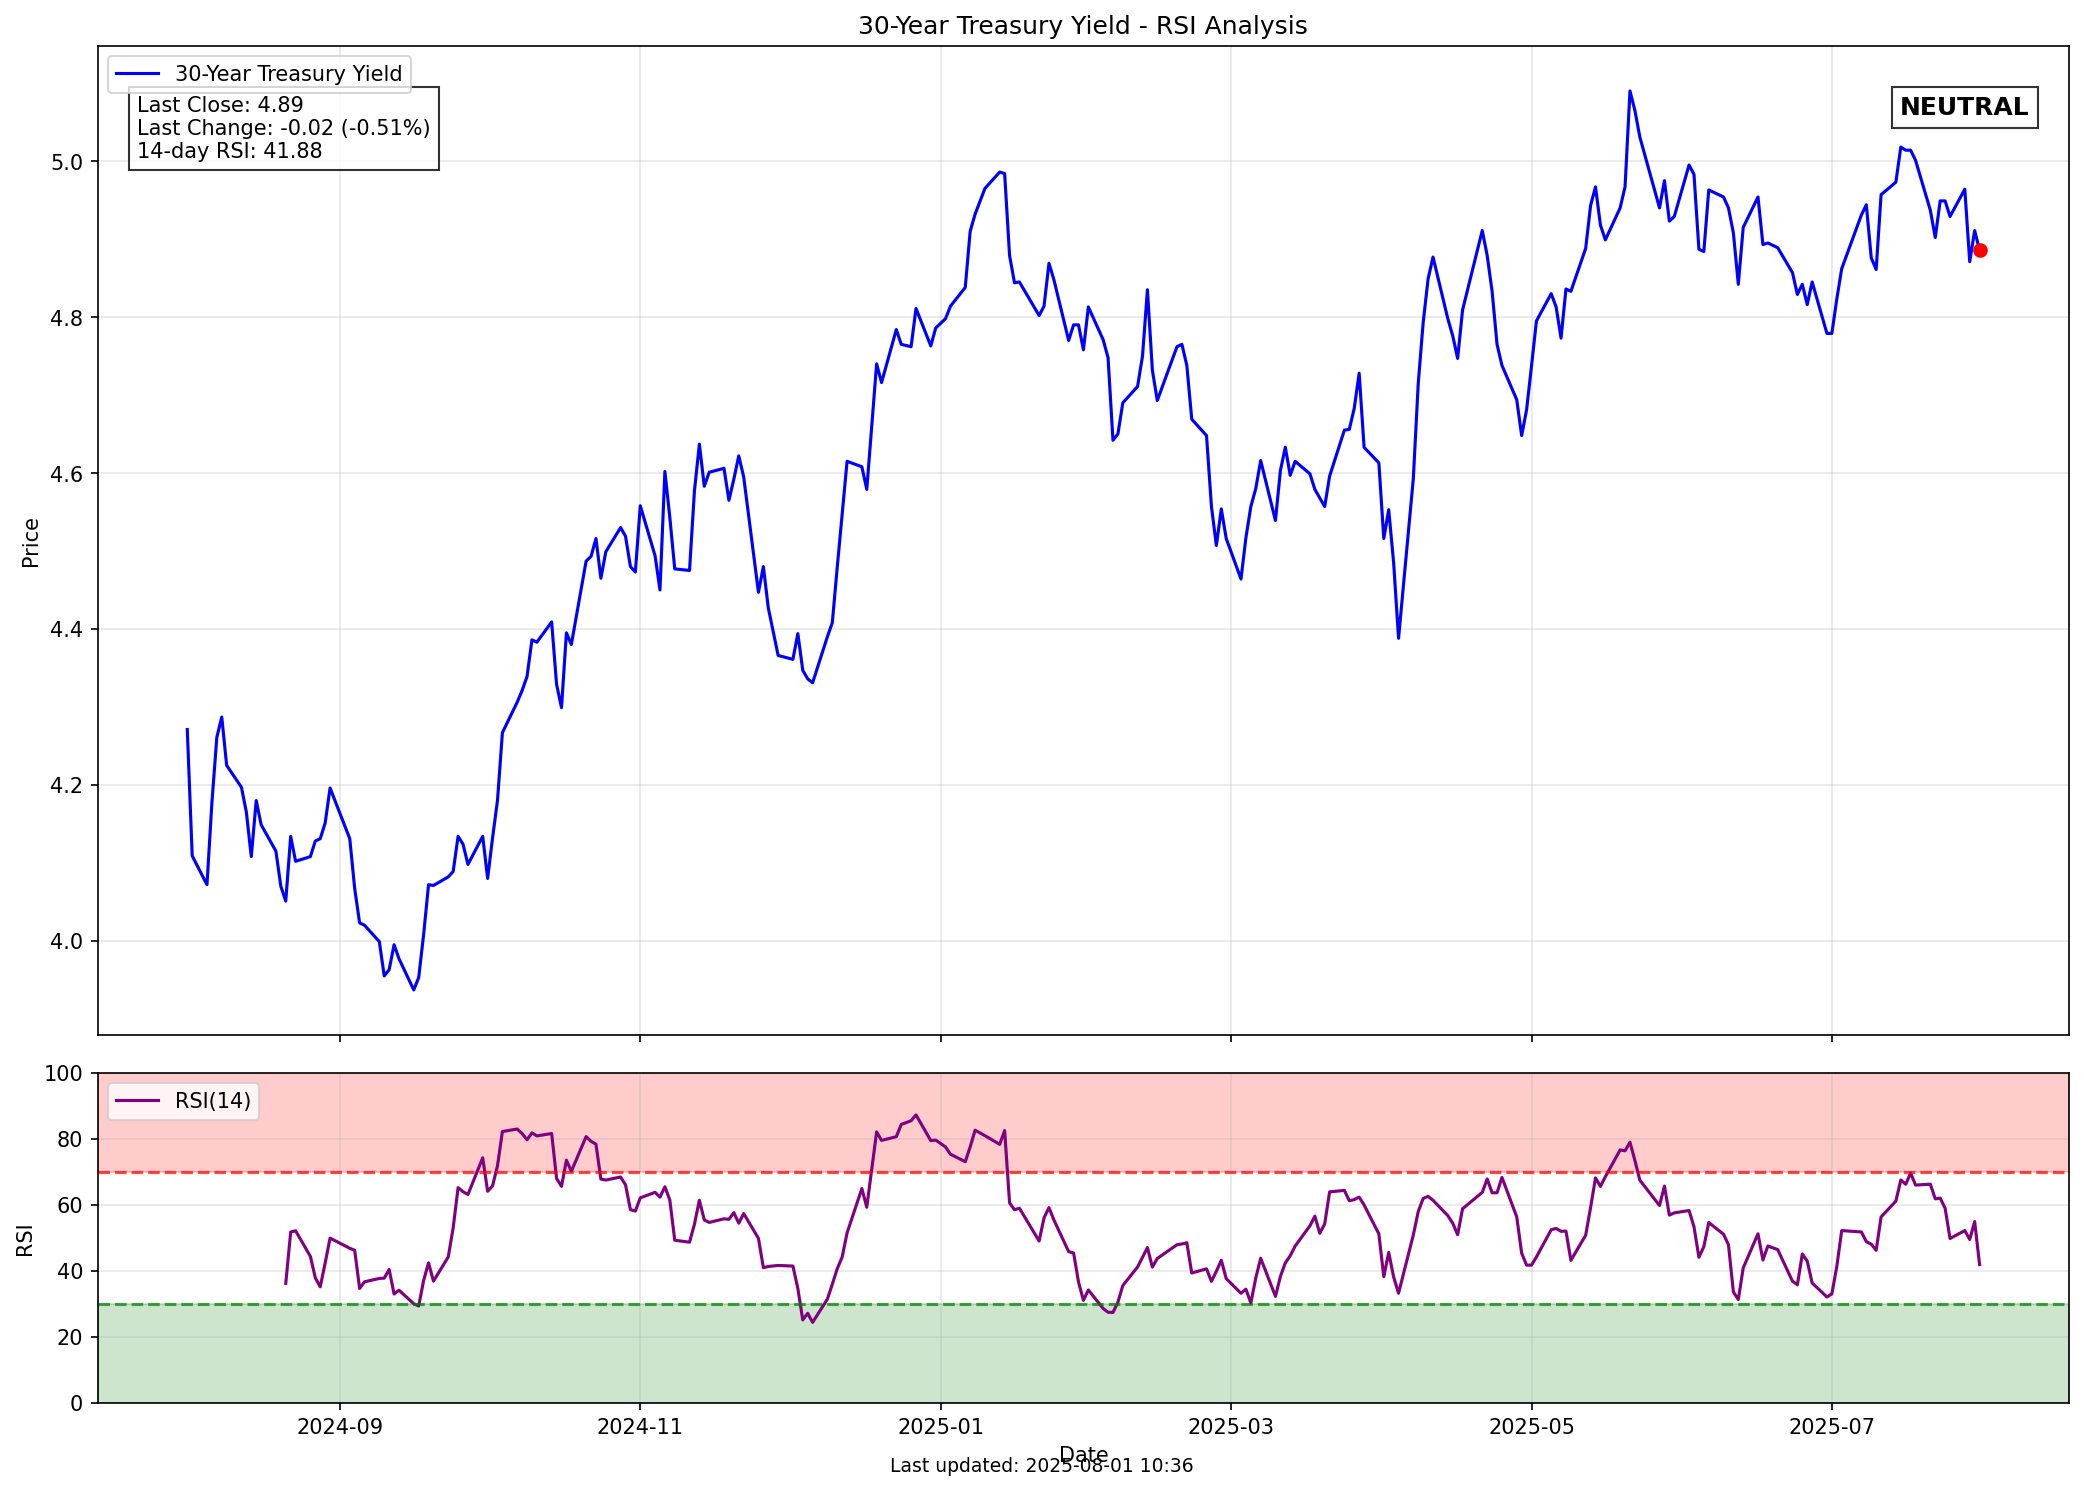 30-Year Treasury Yield - RSI Analysis
30-Year Treasury Yield
Last Close: 4.89
Last Change: -0.02 (-0.51%)
14-day RSI: 41.88
NEUTRAL
Price
5.0
4.8
4.6
4.4
4.2
4.0
RSI(14)
RSI
100
80
60
40
20
0
2024-09
2024-11
2025-01
2025-03
2025-05
2025-07
Date
Last updated: 2025-08-01 10:36